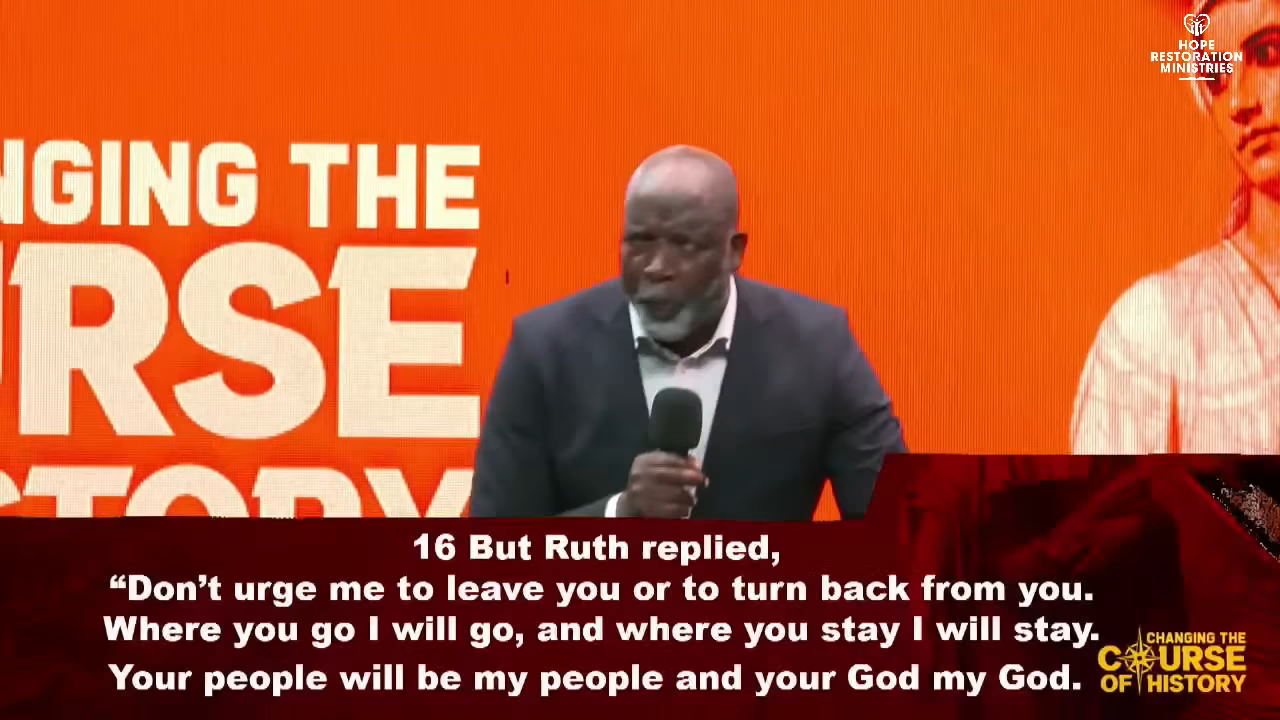 HOPE
RESTORATION
MINISTRIES
NGING THE
URSE
STORY
16 But Ruth replied,
“Don’t urge me to leave you or to turn back from you.
Where you go I will go, and where you stay I will stay.
Your people will be my people and your God my God.
CHANGING THE
COURSE
OF HISTORY